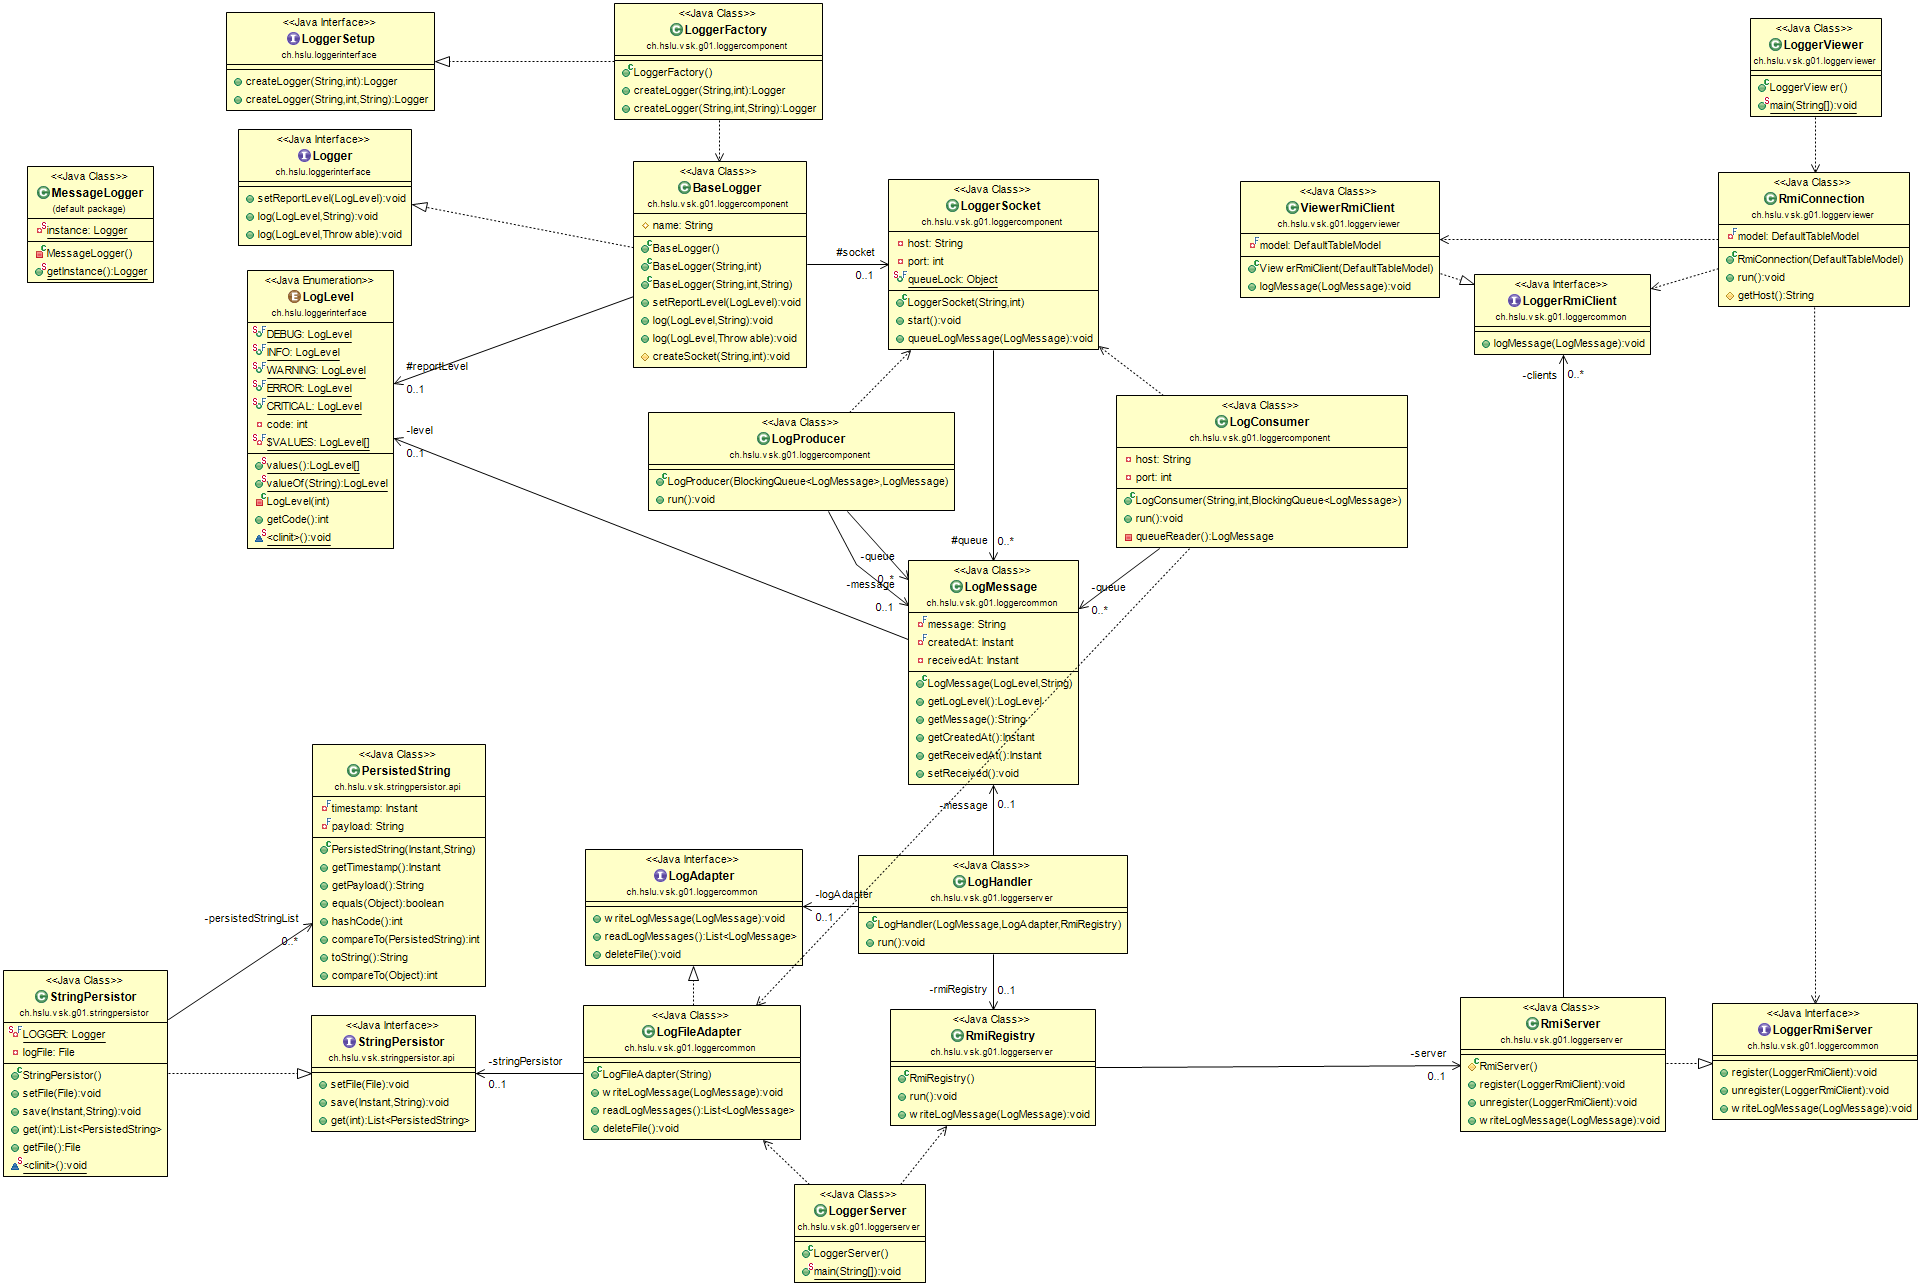 <<Java Interface>>
LoggerSetup
ch.hslu.loggerinterface
createLogger(String,int):Logger
createLogger(String,int,String):Logger
<<Java Class>>
LoggerFactory
ch.hslu.vsk.g01.loggercomponent
LoggerFactory()
createLogger(String,int):Logger
createLogger(String,int,String):Logger
<<Java Class>>
LoggerViewer
ch.hslu.vsk.g01.loggerviewer
LoggerViewer()
main(String[]):void
<<Java Interface>>
Logger
ch.hslu.loggerinterface
setReportLevel(LogLevel):void
log(LogLevel,String):void
log(LogLevel,Throwable):void
<<Java Class>>
MessageLogger
(default package)
instance: Logger
MessageLogger()
getInstance():Logger
<<Java Class>>
BaseLogger
ch.hslu.vsk.g01.loggercomponent
name: String
BaseLogger()
BaseLogger(String,int)
BaseLogger(String,int,String)
setReportLevel(LogLevel):void
log(LogLevel,String):void
log(LogLevel,Throwable):void
createSocket(String,int):void
#socket
0..1
<<Java Class>>
LoggerSocket
ch.hslu.vsk.g01.loggercomponent
host: String
port: int
queueLock: Object
LoggerSocket(String,int)
start():void
queueLogMessage(LogMessage):void
<<Java Class>>
ViewerRmiClient
ch.hslu.vsk.g01.loggerviewer
model: DefaultTableModel
ViewerRmiClient(DefaultTableModel)
logMessage(LogMessage):void
<<Java Class>>
RmiConnection
ch.hslu.vsk.g01.loggerviewer
model: DefaultTableModel
RmiConnection(DefaultTableModel)
run():void
getHost():String
<<Java Interface>>
LoggerRmiClient
ch.hslu.vsk.g01.loggercommon
logMessage(LogMessage):void
-clients
0..*
<<Java Enumeration>>
LogLevel
ch.hslu.loggerinterface
DEBUG: LogLevel
INFO: LogLevel
WARNING: LogLevel
ERROR: LogLevel
CRITICAL: LogLevel
code: int
$VALUES: LogLevel[]
values():LogLevel[]
valueOf(String):LogLevel
LogLevel(int)
getCode():int
<clinit>():void
#reportLevel
0..1
-level
0..1
<<Java Class>>
LogProducer
ch.hslu.vsk.g01.loggercomponent
LogProducer(BlockingQueue<LogMessage>,LogMessage)
run():void
<<Java Class>>
LogConsumer
ch.hslu.vsk.g01.loggercomponent
host: String
port: int
LogConsumer(String,int,BlockingQueue<LogMessage>)
run():void
queueReader():LogMessage
-queue
0..*
-message
0..1
#queue
0..*
-queue
0..*
<<Java Class>>
LogMessage
ch.hslu.vsk.g01.loggercommon
message: String
createdAt: Instant
receivedAt: Instant
LogMessage(LogLevel,String)
getLogLevel():LogLevel
getMessage():String
getCreatedAt():Instant
getReceivedAt():Instant
setReceived():void
-message
0..1
<<Java Class>>
PersistedString
ch.hslu.vsk.stringpersistor.api
timestamp: Instant
payload: String
PersistedString(Instant,String)
getTimestamp():Instant
getPayload():String
equals(Object):boolean
hashCode():int
compareTo(PersistedString):int
toString():String
compareTo(Object):int
-persistedStringList
0..*
<<Java Interface>>
LogAdapter
ch.hslu.vsk.g01.loggercommon
writeLogMessage(LogMessage):void
readLogMessages():List<LogMessage>
deleteFile():void
-logAdapter
0..1
<<Java Class>>
LogHandler
ch.hslu.vsk.g01.loggerserver
LogHandler(LogMessage,LogAdapter,RmiRegistry)
run():void
-rmiRegistry
0..1
<<Java Class>>
StringPersistor
ch.hslu.vsk.g01.stringpersistor
LOGGER: Logger
logFile: File
StringPersistor()
setFile(File):void
save(Instant,String):void
get(int):List<PersistedString>
getFile():File
<clinit>():void
<<Java Interface>>
StringPersistor
ch.hslu.vsk.stringpersistor.api
setFile(File):void
save(Instant,String):void
get(int):List<PersistedString>
-stringPersistor
0..1
<<Java Class>>
LogFileAdapter
ch.hslu.vsk.g01.loggercommon
LogFileAdapter(String)
writeLogMessage(LogMessage):void
readLogMessages():List<LogMessage>
deleteFile():void
<<Java Class>>
RmiRegistry
ch.hslu.vsk.g01.loggerserver
RmiRegistry()
run():void
writeLogMessage(LogMessage):void
-server
0..1
<<Java Class>>
RmiServer
ch.hslu.vsk.g01.loggerserver
RmiServer()
register(LoggerRmiClient):void
unregister(LoggerRmiClient):void
writeLogMessage(LogMessage):void
<<Java Interface>>
LoggerRmiServer
ch.hslu.vsk.g01.loggercommon
register(LoggerRmiClient):void
unregister(LoggerRmiClient):void
writeLogMessage(LogMessage):void
<<Java Class>>
LoggerServer
ch.hslu.vsk.g01.loggerserver
LoggerServer()
main(String[]):void